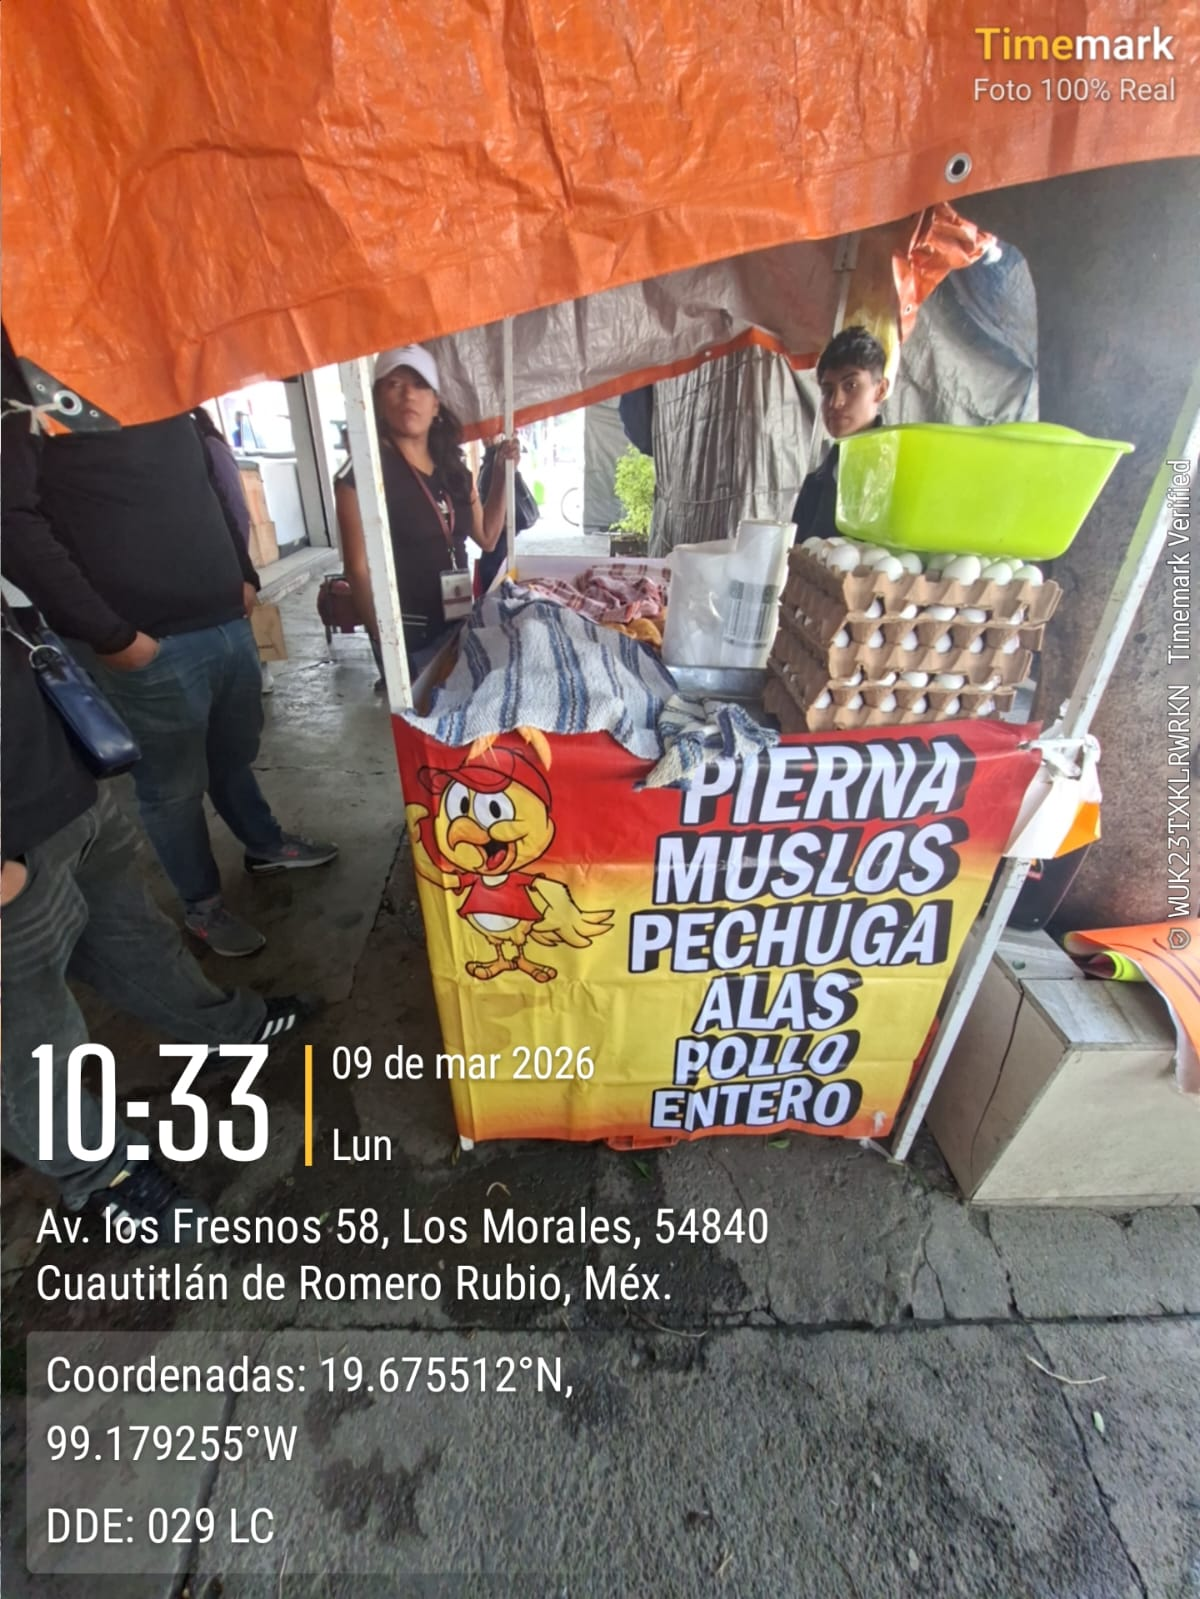 Timemark
Foto 100% Real
PIERNA
MUSLOS
PECHUGA
ALAS
POLLO
ENTERO
WUK23TXKLRWRKN Timemark Verified
10:33
09 de mar 2026
Lun
Av. los Fresnos 58, Los Morales, 54840
Cuautitlán de Romero Rubio, Méx.
Coordenadas: 19.675512°N,
99.179255°W
DDE: 029 LC